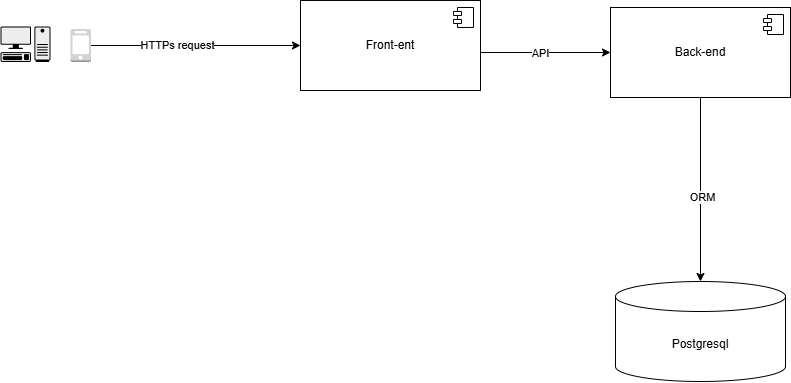 HTTPs request
Front-ent
API
Back-end
ORM
Postgresql